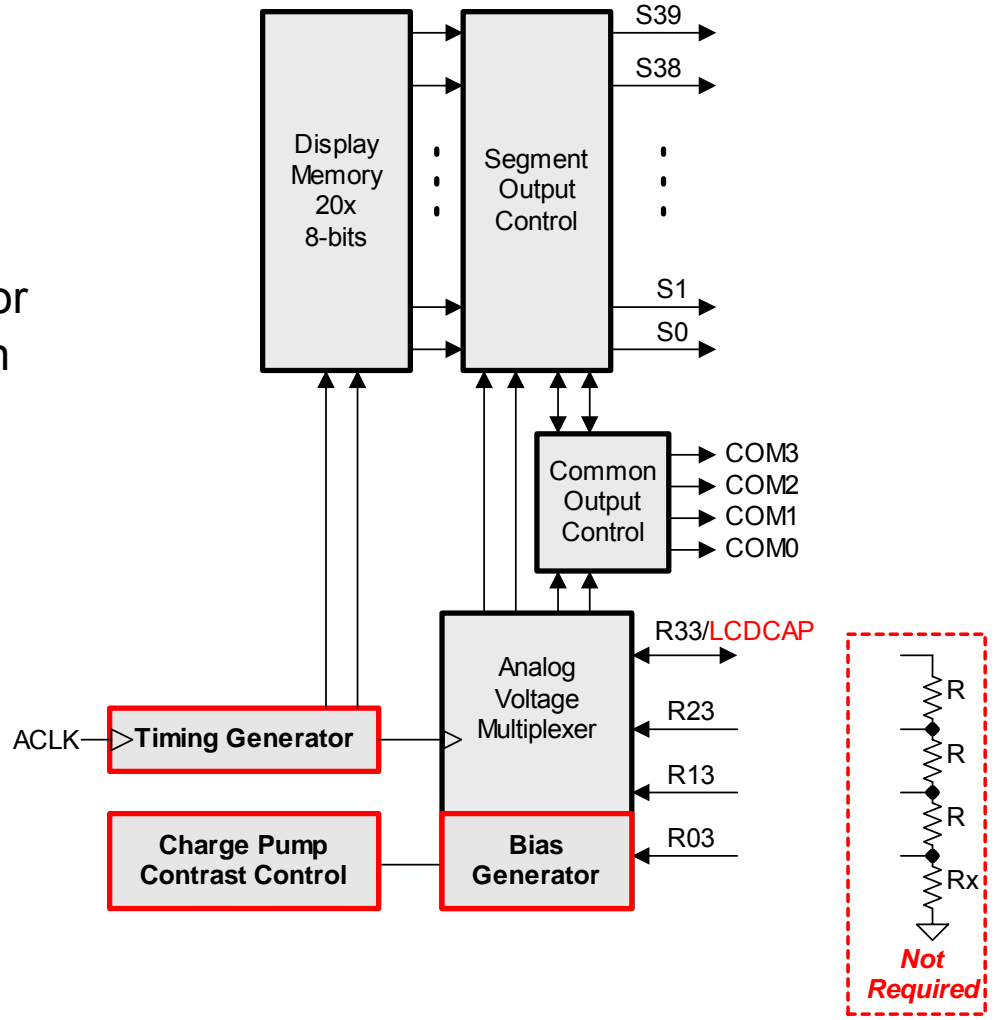 S39
S38
Display
Memory
20x
8-bits
Segment
Output
Control
or
S1
S0
COM3
Common
Output
Control
COM2
COM1
COM0
R33/LCDCAP
Analog
Voltage
Multiplexer
R
R23
ACLK
Timing Generator
R
R13
R
Charge Pump
Contrast Control
Bias
Generator
R03
Rx
Not
Required